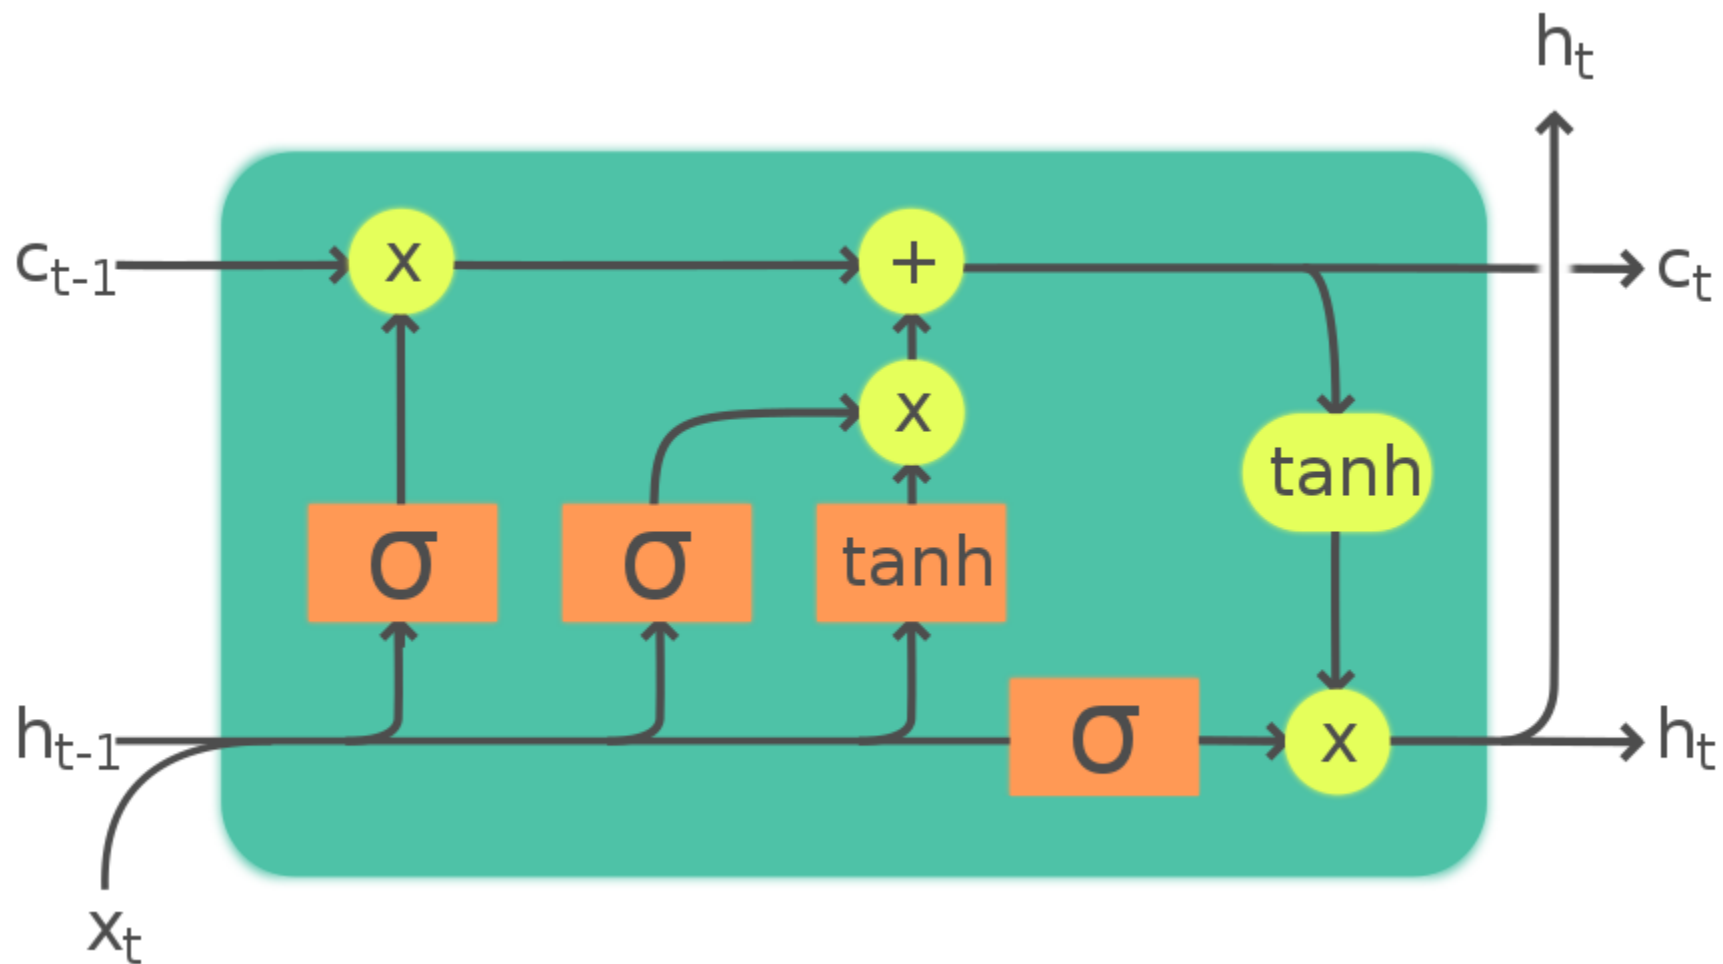 hₜ
cₜ₋₁ x + cₜ
x
tanh
σ σ tanh
hₜ₋₁ σ x hₜ
xₜ